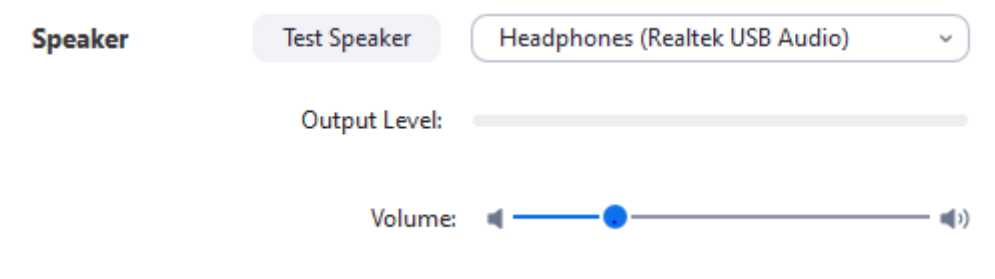 Speaker Test Speaker Headphones (Realtek USB Audio)
Output Level:
Volume: